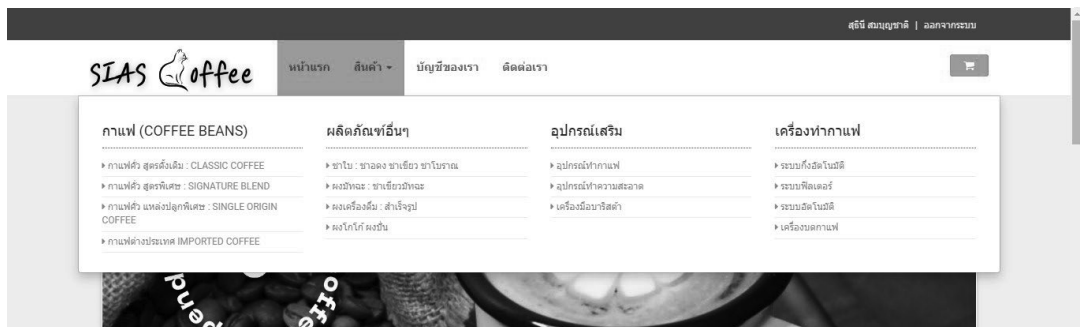 สุธินี สมบุญชาติ | ออกจากระบบ
SIAS Coffee
หน้าแรก สินค้า บัญชีของเรา ติดต่อเรา
กาแฟ (COFFEE BEANS)
กาแฟคั่ว สูตรดั้งเดิม : CLASSIC COFFEE
กาแฟคั่ว สูตรพิเศษ : SIGNATURE BLEND
กาแฟคั่ว แหล่งปลูกพิเศษ : SINGLE ORIGIN
COFFEE
กาแฟต่างประเทศ IMPORTED COFFEE
ผลิตภัณฑ์อื่นๆ
ชาใบ : ชาอดง ชาเขียว ชาโบราณ
ผงมัทฉะ : ชาเขียวมัทฉะ
ผงเครื่องดื่ม : สำเร็จรูป
ผงโกโก้ ผงปั่น
อุปกรณ์เสริม
อุปกรณ์ทำกาแฟ
อุปกรณ์ทำความสะอาด
เครื่องมือบาริสต้า
เครื่องทำกาแฟ
ระบบกึ่งอัตโนมัติ
ระบบฟิลเตอร์
ระบบอัตโนมัติ
เครื่องบดกาแฟ